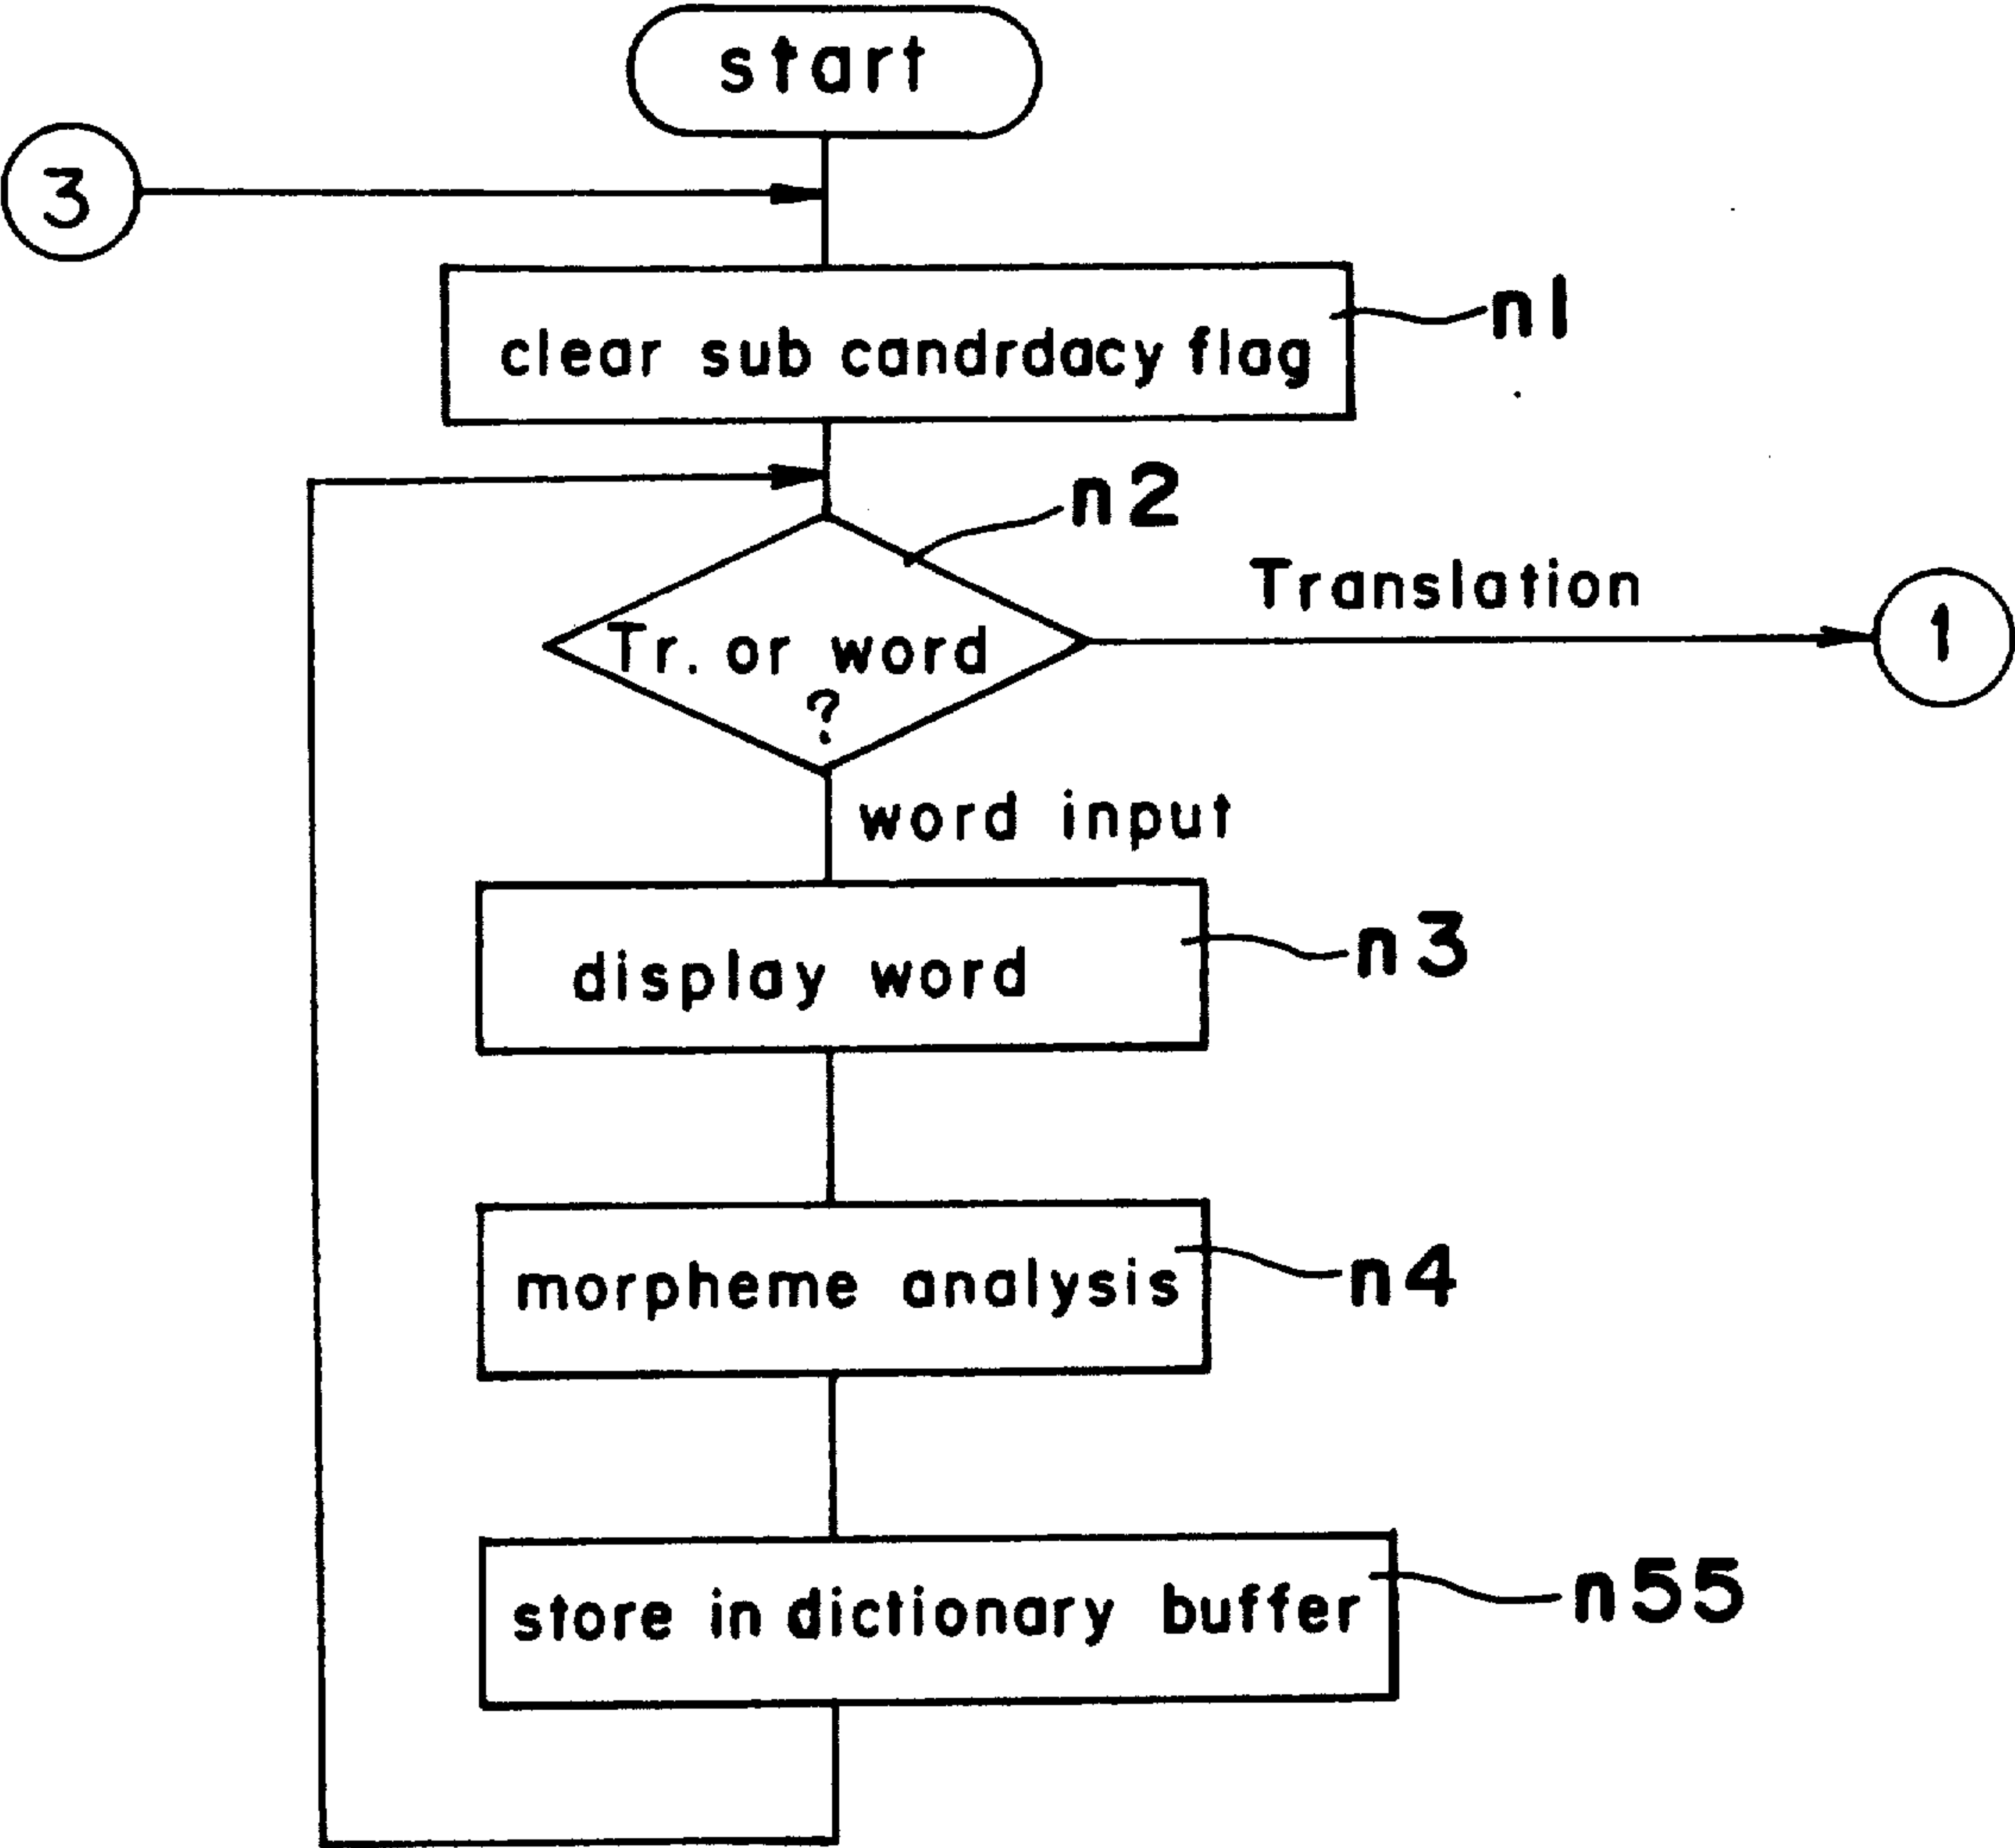 start
3
clear sub candrdacy flag
n1
n2
Translation
1
Tr. or word
?
word input
display word
n3
morpheme analysis
n4
store in dictionary buffer
n55